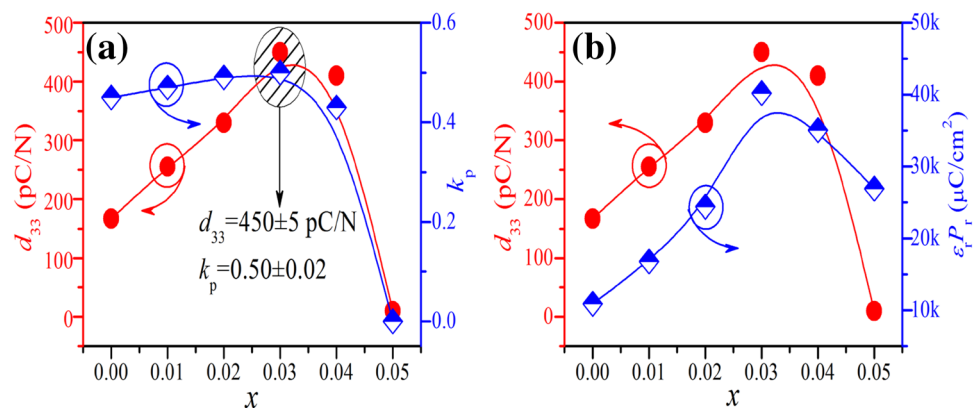 (a)
500
400
300
200
100
0
d33 (pC/N)
0.6
0.4
0.2
0.0
kp
d33=450±5 pC/N
kp=0.50±0.02
0.00 0.01 0.02 0.03 0.04 0.05
x
(b)
500
400
300
200
100
0
d33 (pC/N)
50k
40k
30k
20k
10k
εrPr (μC/cm²)
0.00 0.01 0.02 0.03 0.04 0.05
x